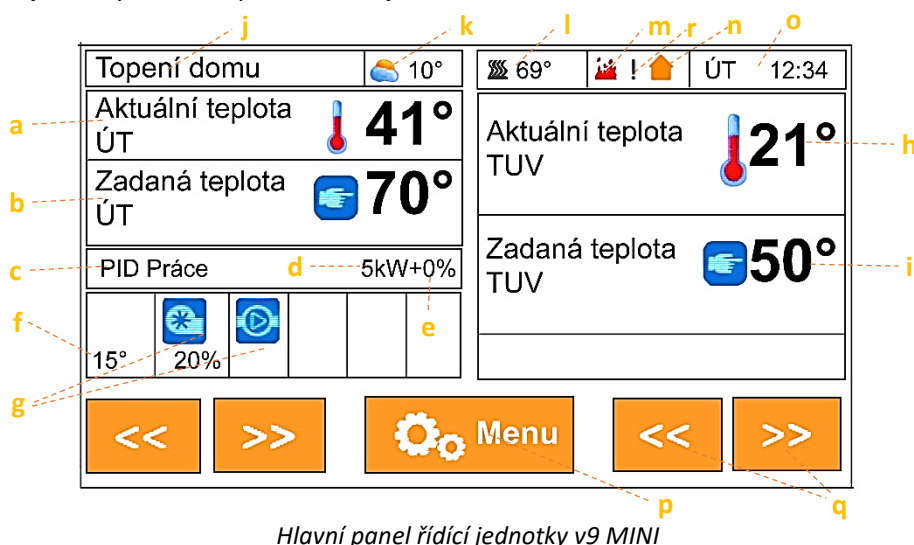 j
k
l
m
r
n
o
Topení domu
10°
69°
!
ÚT 12:34
a
Aktuální teplota
ÚT
41°
b
Zadaná teplota
ÚT
70°
c
PID Práce
d
5kW+0%
e
f
15°
20%
g
Aktuální teplota
TUV
21°
h
Zadaná teplota
TUV
50°
i
<<
>>
Menu
<<
>>
p
q
Hlavní panel řídící jednotky v9 MINI